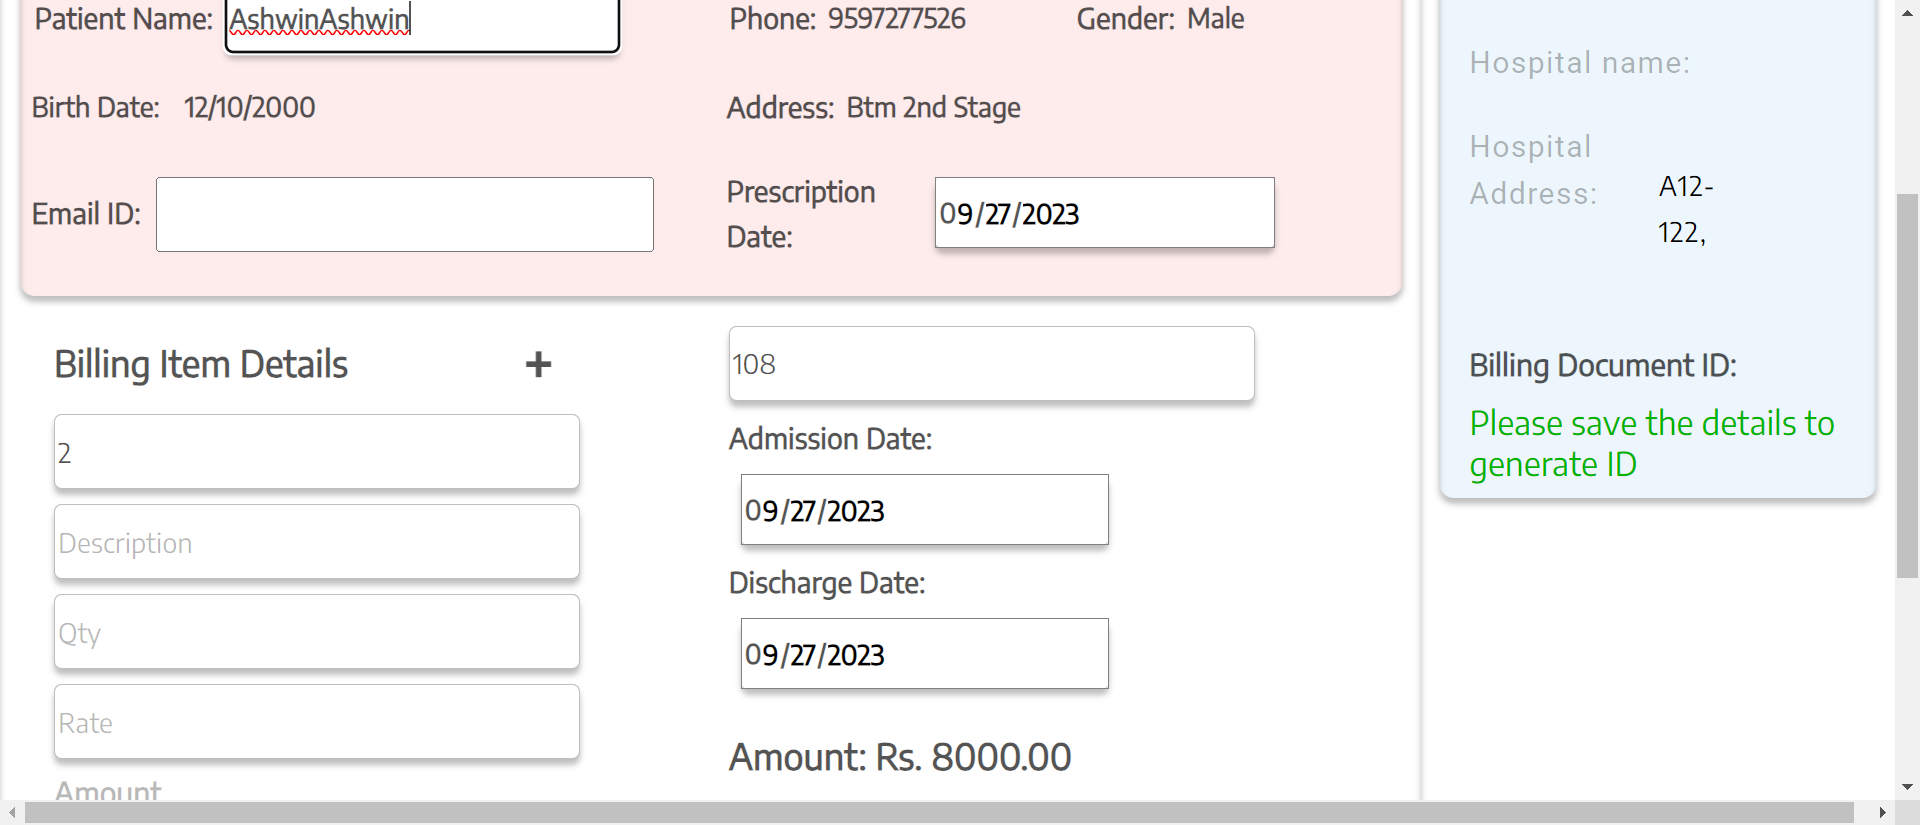 Patient Name: AshwinAshwin Phone: 9597277526 Gender: Male
Birth Date: 12/10/2000 Address: Btm 2nd Stage
Email ID: Prescription Date: 09/27/2023
Billing Item Details +
2
Description
Qty
Rate
Amount
108
Admission Date:
09/27/2023
Discharge Date:
09/27/2023
Amount: Rs. 8000.00
Hospital name:
Hospital
Address:
A12-
122,
Billing Document ID:
Please save the details to
generate ID